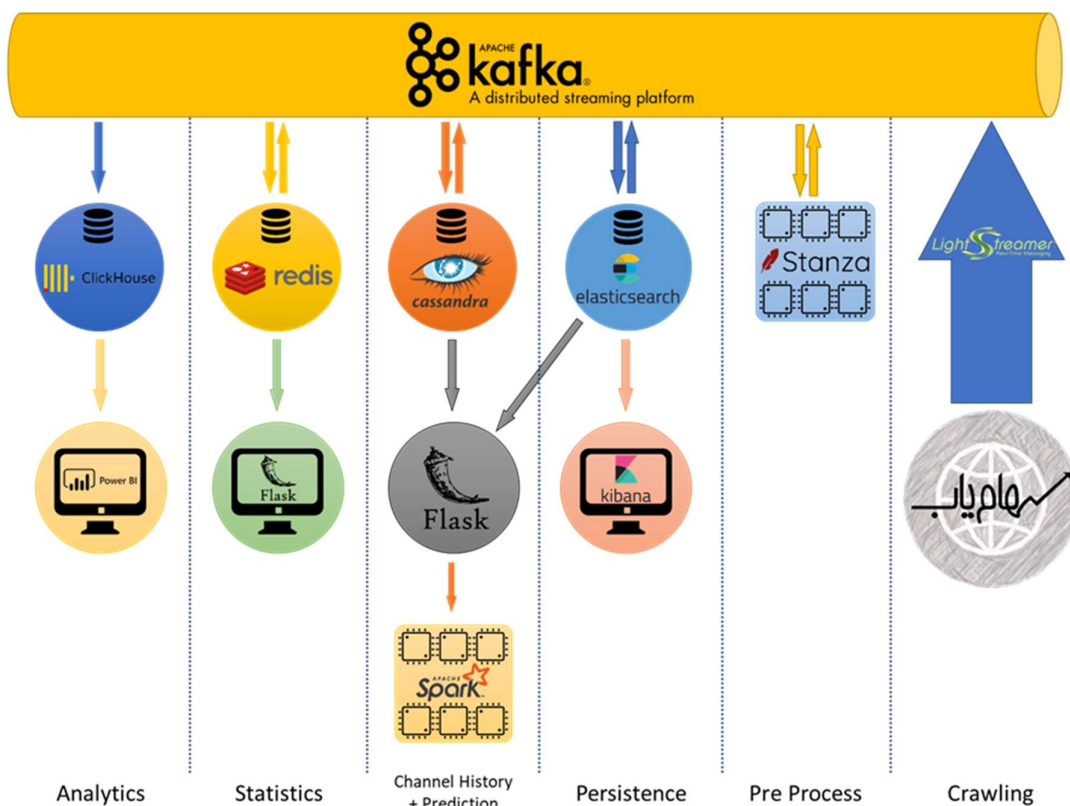 APACHE
kafka®
A distributed streaming platform
ClickHouse
redis
cassandra
elasticsearch
Stanza
LightStreamer
Real-Time Messaging
Power BI
Flask
Flask
kibana
سهام یاب
APACHE
Spark™
Analytics
Statistics
Channel History
+ Prediction
Persistence
Pre Process
Crawling